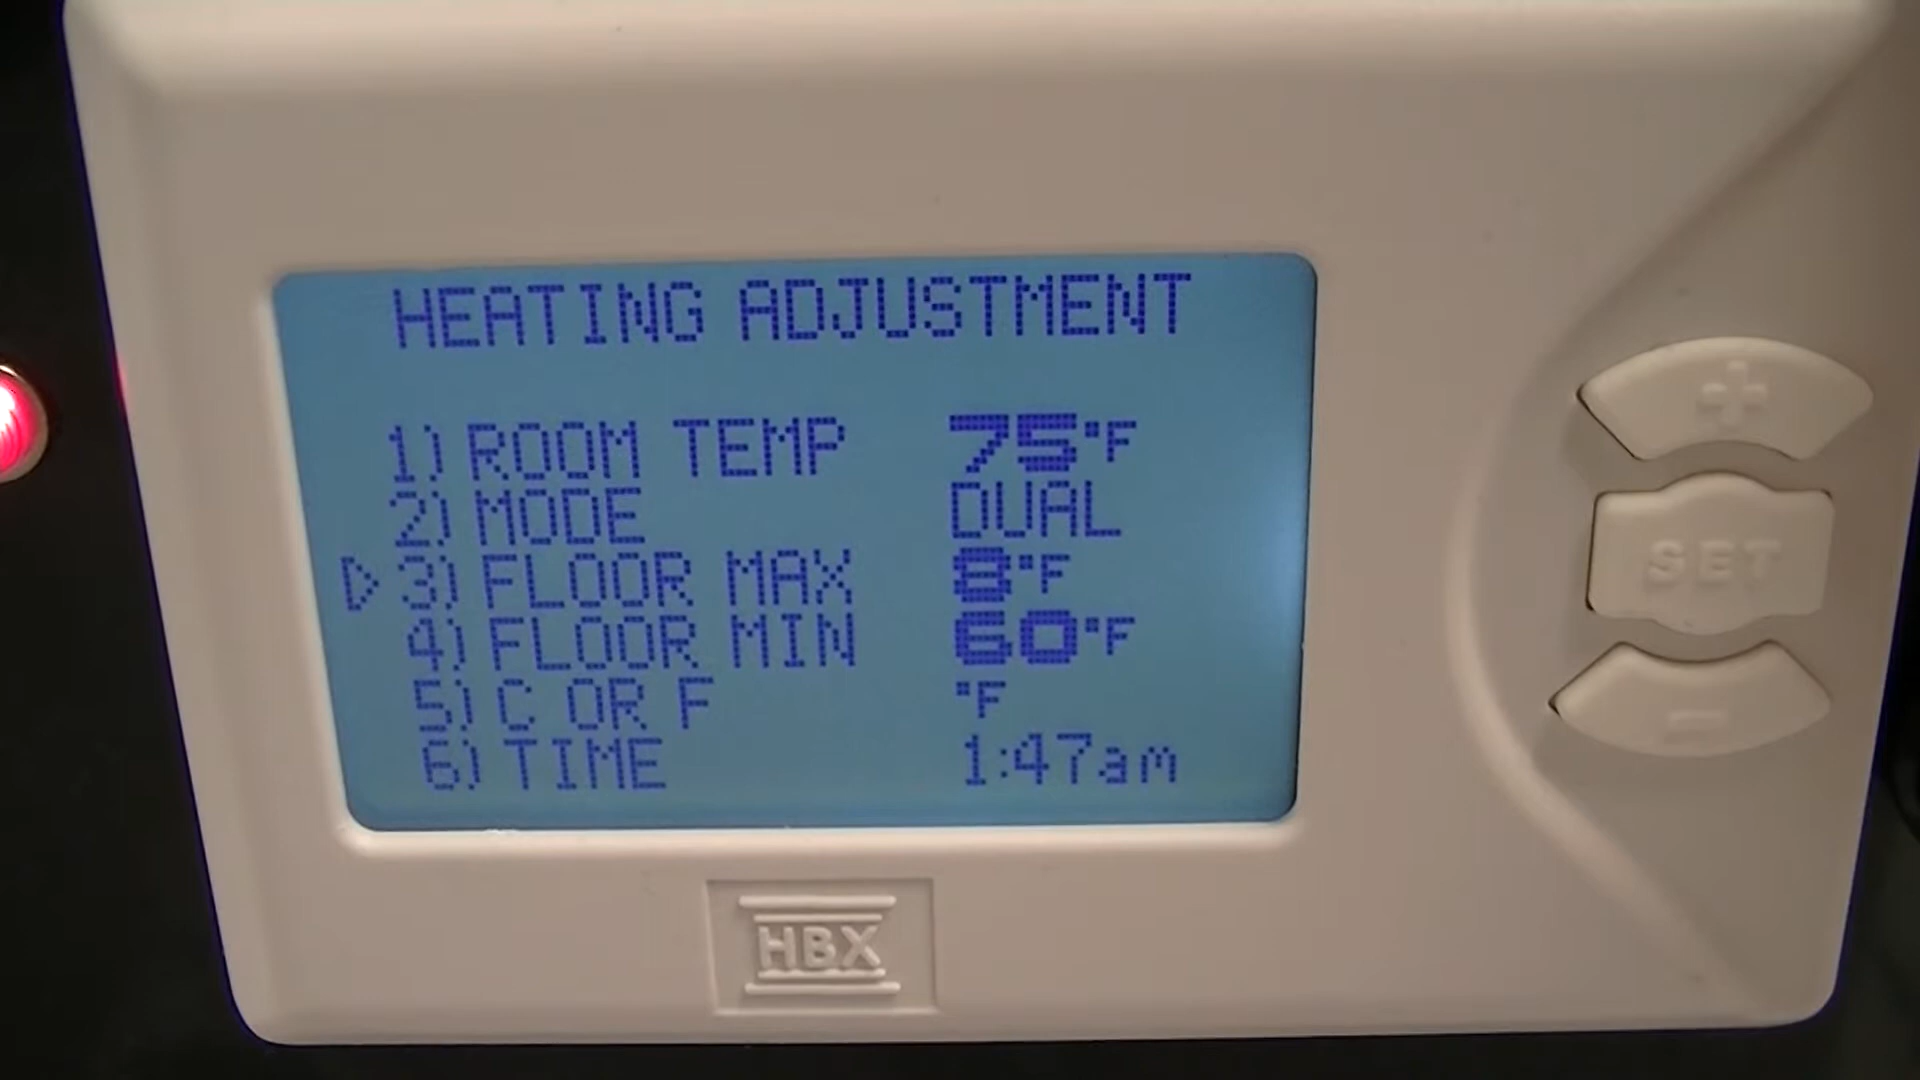 HEATING ADJUSTMENT
1) ROOM TEMP 75°F
2) MODE DUAL
▷ 3) FLOOR MAX 8°F
4) FLOOR MIN 60°F
5) C OR F °F
6) TIME 1:47am
+
SET
-
HBX